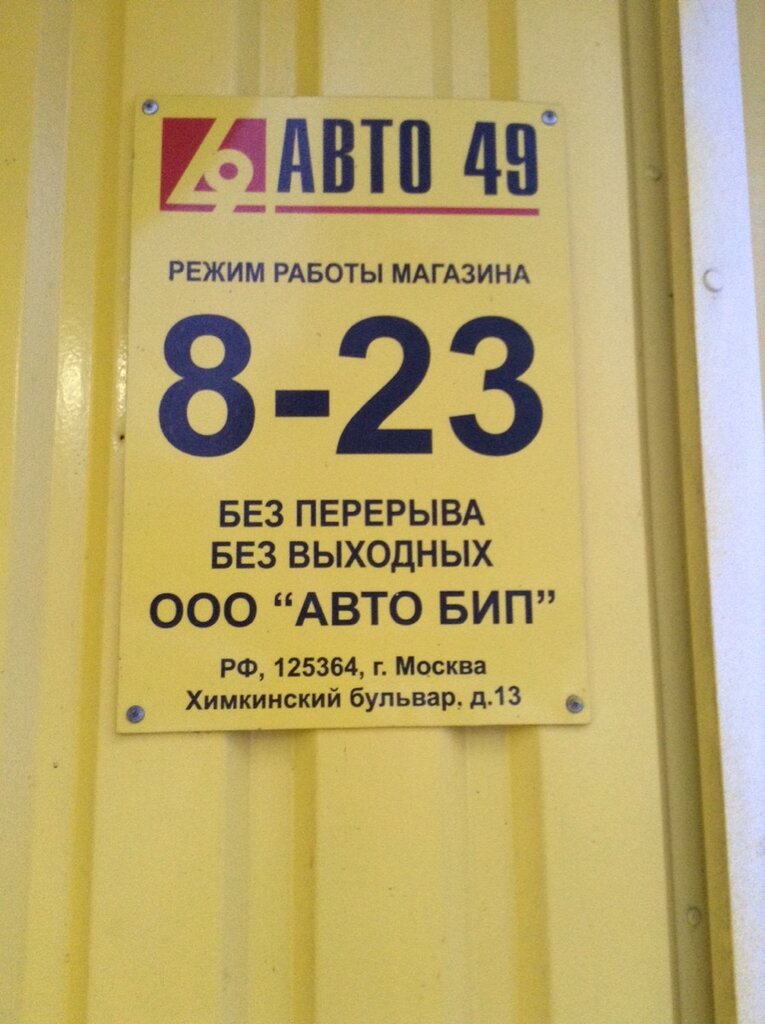 АВТО 49
РЕЖИМ РАБОТЫ МАГАЗИНА
8-23
БЕЗ ПЕРЕРЫВА
БЕЗ ВЫХОДНЫХ
ООО “АВТО БИП”
РФ, 125364, г. Москва
Химкинский бульвар, д.13